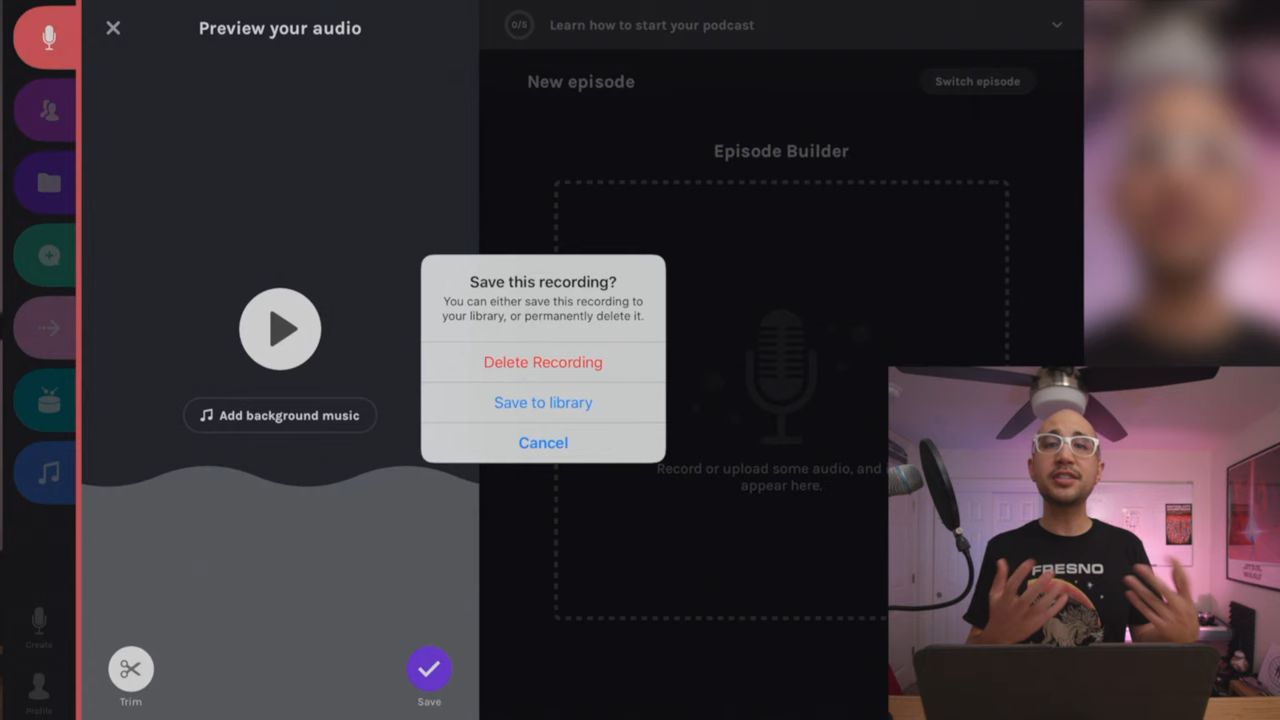 Preview your audio
0/5
Learn how to start your podcast
New episode
Switch episode
Episode Builder
Save this recording?
You can either save this recording to
your library, or permanently delete it.
Delete Recording
Save to library
Cancel
Add background music
Record or upload some audio, and
appear here.
FRESNO
Create
Profile
Trim
Save